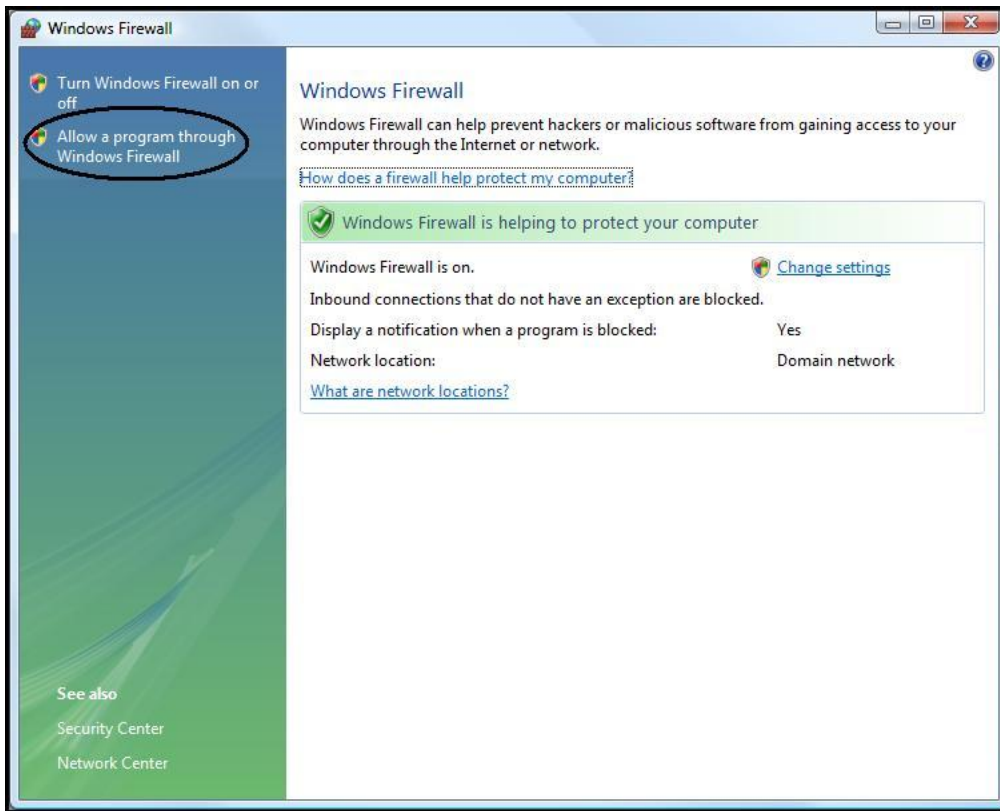 Windows Firewall
Turn Windows Firewall on or
off
Allow a program through
Windows Firewall
See also
Security Center
Network Center
Windows Firewall
Windows Firewall can help prevent hackers or malicious software from gaining access to your
computer through the Internet or network.
How does a firewall help protect my computer?
Windows Firewall is helping to protect your computer
Windows Firewall is on. Change settings
Inbound connections that do not have an exception are blocked.
Display a notification when a program is blocked: Yes
Network location: Domain network
What are network locations?